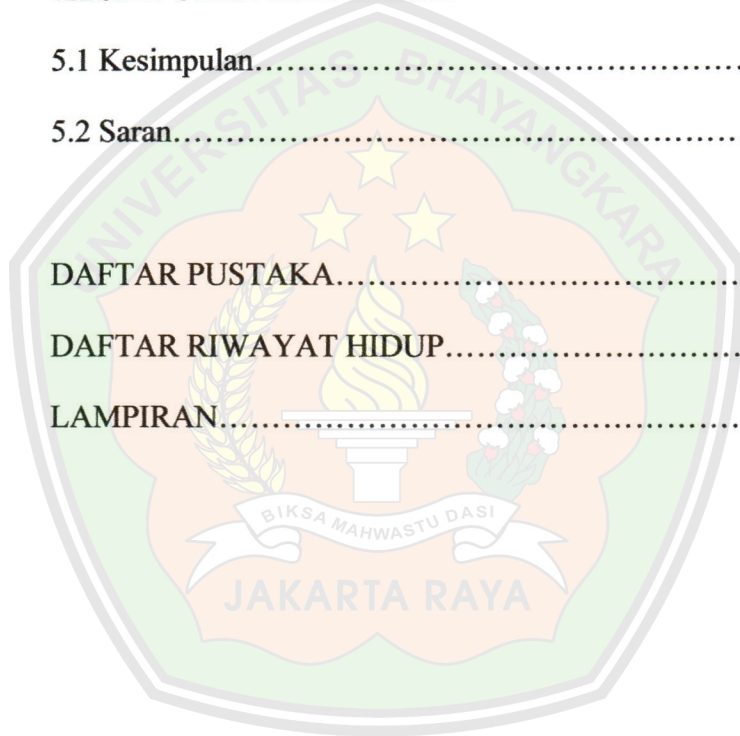 5.1 Kesimpulan……………………………………………
5.2 Saran……………………………………………………
DAFTAR PUSTAKA……………………………………
DAFTAR RIWAYAT HIDUP……………………………
LAMPIRAN………………………………………………
UNIVERSITAS BHAYANGKARA
BIKSA MAHWASTU DASI
JAKARTA RAYA